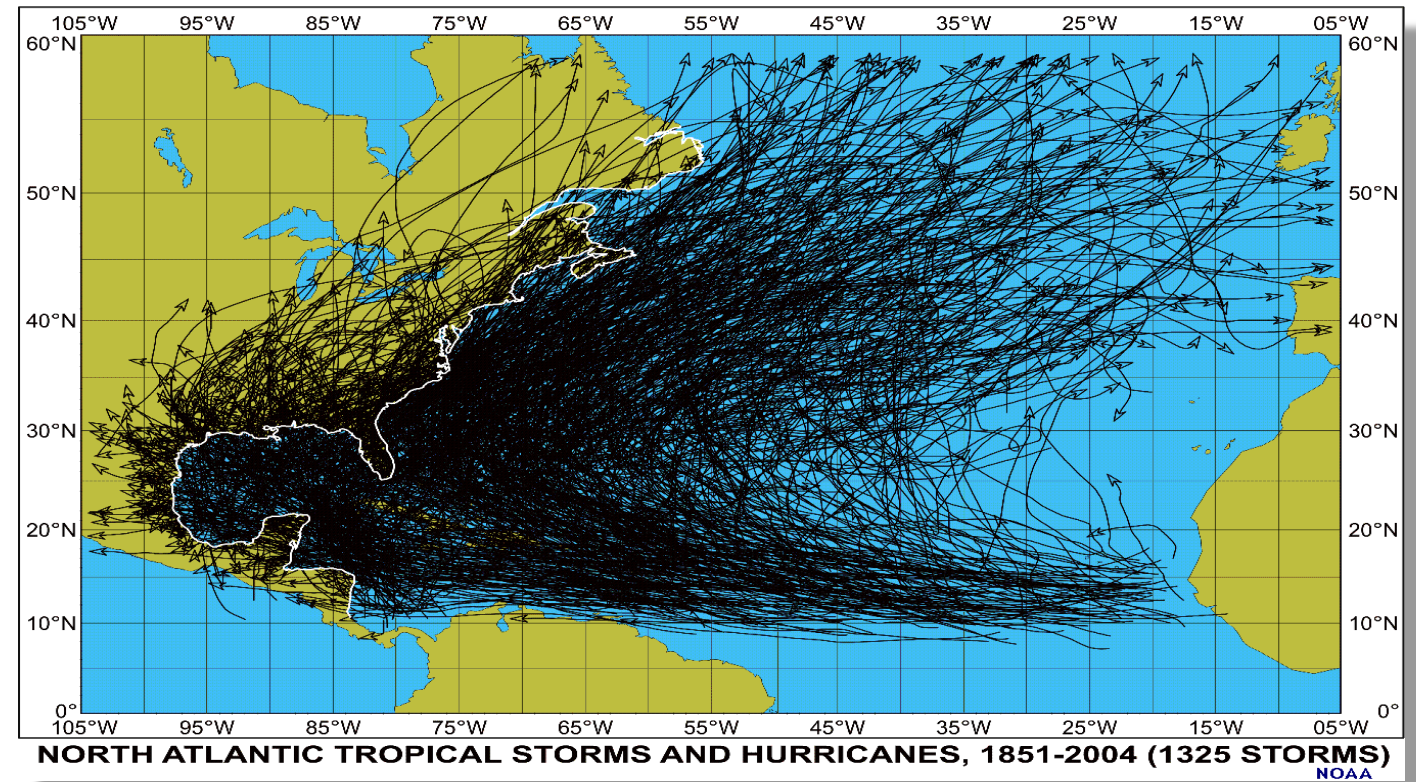 105°W 95°W 85°W 75°W 65°W 55°W 45°W 35°W 25°W 15°W 05°W
60°N 60°N
50°N 50°N
40°N 40°N
30°N 30°N
20°N 20°N
10°N 10°N
0° 0°
105°W 95°W 85°W 75°W 65°W 55°W 45°W 35°W 25°W 15°W 05°W
NORTH ATLANTIC TROPICAL STORMS AND HURRICANES, 1851-2004 (1325 STORMS)
NOAA